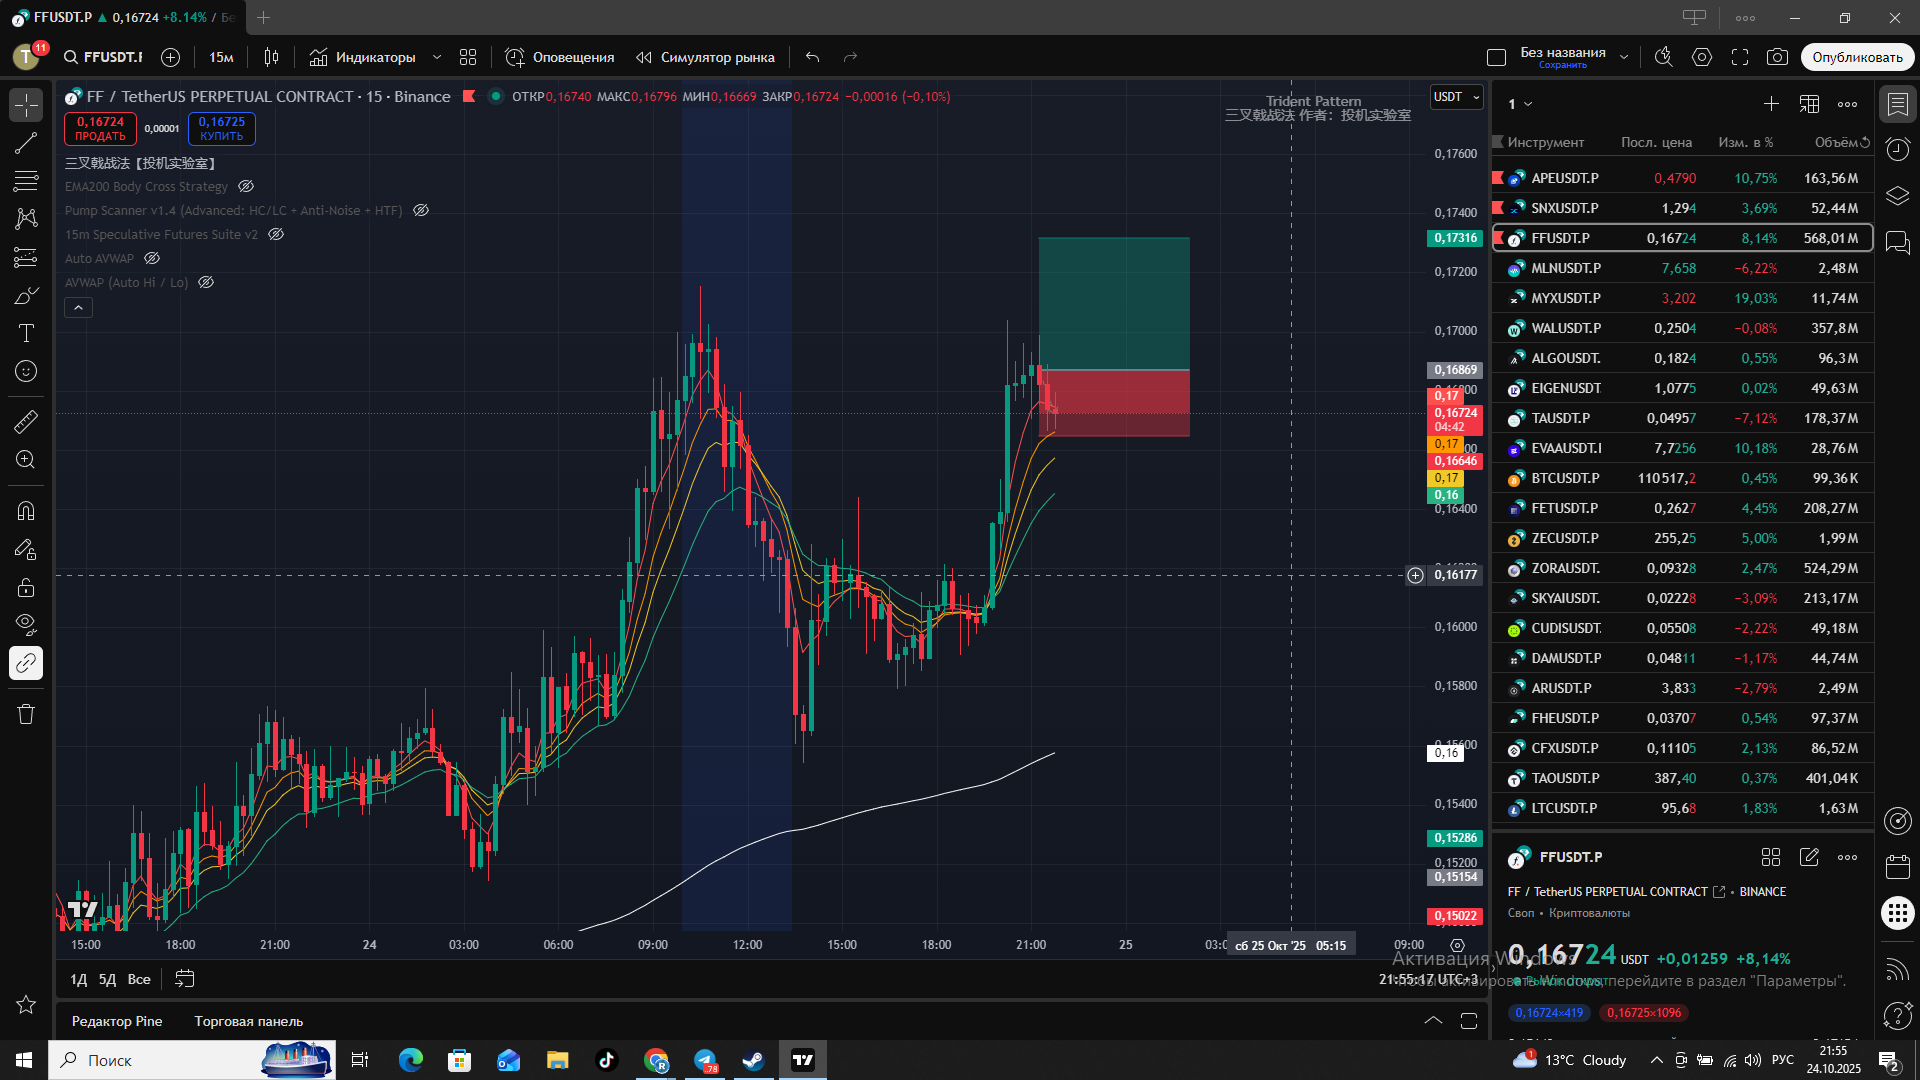 FFUSDT.P ▲ 0,16724 +8.14% / Бе
T 11 FFUSDT.F 15м Индикаторы Оповещения Симулятор рынка Без названия Сохранить Опубликовать
FF / TetherUS PERPETUAL CONTRACT · 15 · Binance ОТКР0,16740 МАКС0,16796 МИН0,16669 ЗАКР0,16724 −0,00016 (−0,10%)
0,16724 ПРОДАТЬ 0,00001 0,16725 КУПИТЬ
三叉戟战法【投机实验室】
EMA200 Body Cross Strategy
Pump Scanner v1.4 (Advanced: HC/LC + Anti-Noise + HTF)
15m Speculative Futures Suite v2
Auto AVWAP
AVWAP (Auto Hi / Lo)
Trident Pattern
三叉戟战法 作者：投机实验室
USDT
0,17600
0,17400
0,17316
0,17200
0,17000
0,16869
0,16800
0,17
0,16724
04:42
0,17
0,16646
0,17
0,16
0,16400
0,16177
0,16000
0,15800
0,15600
0,16
0,15400
0,15286
0,15200
0,15154
0,15022
15:00 18:00 21:00 24 03:00 06:00 09:00 12:00 15:00 18:00 21:00 25 03:0 сб 25 Окт '25 05:15 09:00
1Д 5Д Все 21:55:17 UTC+3
Редактор Pine Торговая панель
1
Инструмент Посл. цена Изм. в % Объём
APEUSDT.P 0,4790 10,75% 163,56 M
SNXUSDT.P 1,294 3,69% 52,44 M
FFUSDT.P 0,16724 8,14% 568,01 M
MLNUSDT.P 7,658 −6,22% 2,48 M
MYXUSDT.P 3,202 19,03% 11,74 M
WALUSDT.P 0,2504 −0,08% 357,8 M
ALGOUSDT. 0,1824 0,55% 96,3 M
EIGENUSDT 1,0775 0,02% 49,63 M
TAUSDT.P 0,04957 −7,12% 178,37 M
EVAAUSDT.I 7,7256 10,18% 28,76 M
BTCUSDT.P 110 517,2 0,45% 99,36 K
FETUSDT.P 0,2627 4,45% 208,27 M
ZECUSDT.P 255,25 5,00% 1,99 M
ZORAUSDT. 0,09328 2,47% 524,29 M
SKYAIUSDT. 0,02228 −3,09% 213,17 M
CUDISUSDT. 0,05508 −2,22% 49,18 M
DAMUSDT.P 0,04811 −1,17% 44,74 M
ARUSDT.P 3,833 −2,79% 2,49 M
FHEUSDT.P 0,03707 0,54% 97,37 M
CFXUSDT.P 0,11105 2,13% 86,52 M
TAOUSDT.P 387,40 0,37% 401,04 K
LTCUSDT.P 95,68 1,83% 1,63 M
FFUSDT.P
FF / TetherUS PERPETUAL CONTRACT • BINANCE
Своп • Криптовалюты
0,16724 USDT +0,01259 +8,14%
Активация Windows
Чтобы активировать Windows, перейдите в раздел "Параметры".
0,16724×419 0,16725×1096
Поиск 78 13°C Cloudy РУС 21:55
24.10.2025 2